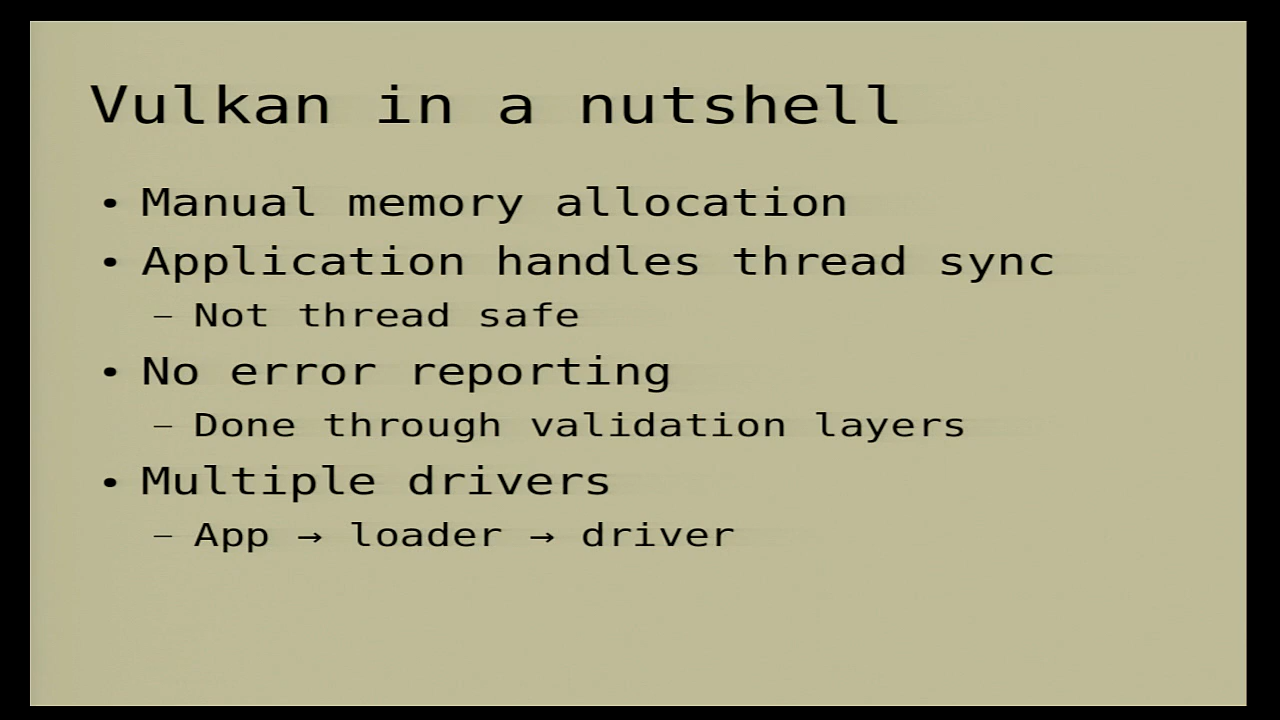 Vulkan in a nutshell
• Manual memory allocation
• Application handles thread sync
– Not thread safe
• No error reporting
– Done through validation layers
• Multiple drivers
– App → loader → driver